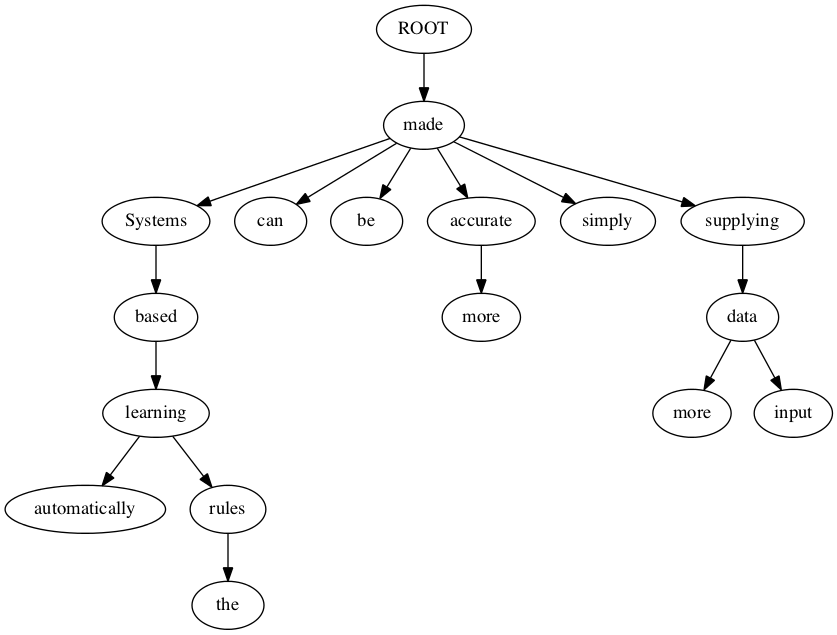 ROOT
made
Systems can be accurate simply supplying
based more data
learning more input
automatically rules
the